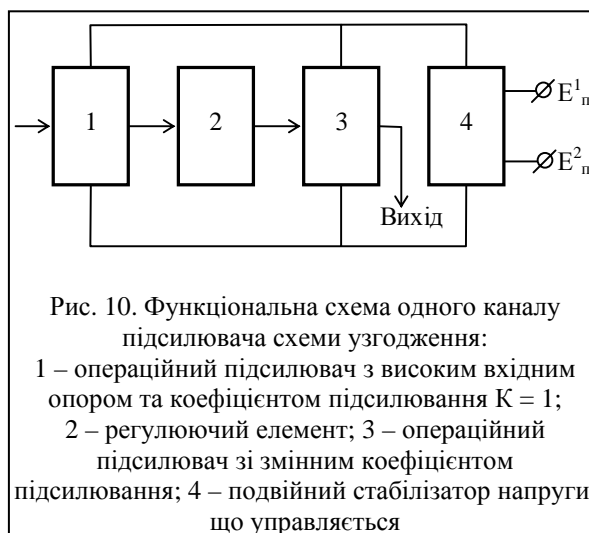 1
2
3
4
E¹п
E²п
Вихід
Рис. 10. Функціональна схема одного каналу
підсилювача схеми узгодження:
1 – операційний підсилювач з високим вхідним
опором та коефіцієнтом підсилювання К = 1;
2 – регулюючий елемент; 3 – операційний
підсилювач зі змінним коефіцієнтом
підсилювання; 4 – подвійний стабілізатор напруги
що управляється